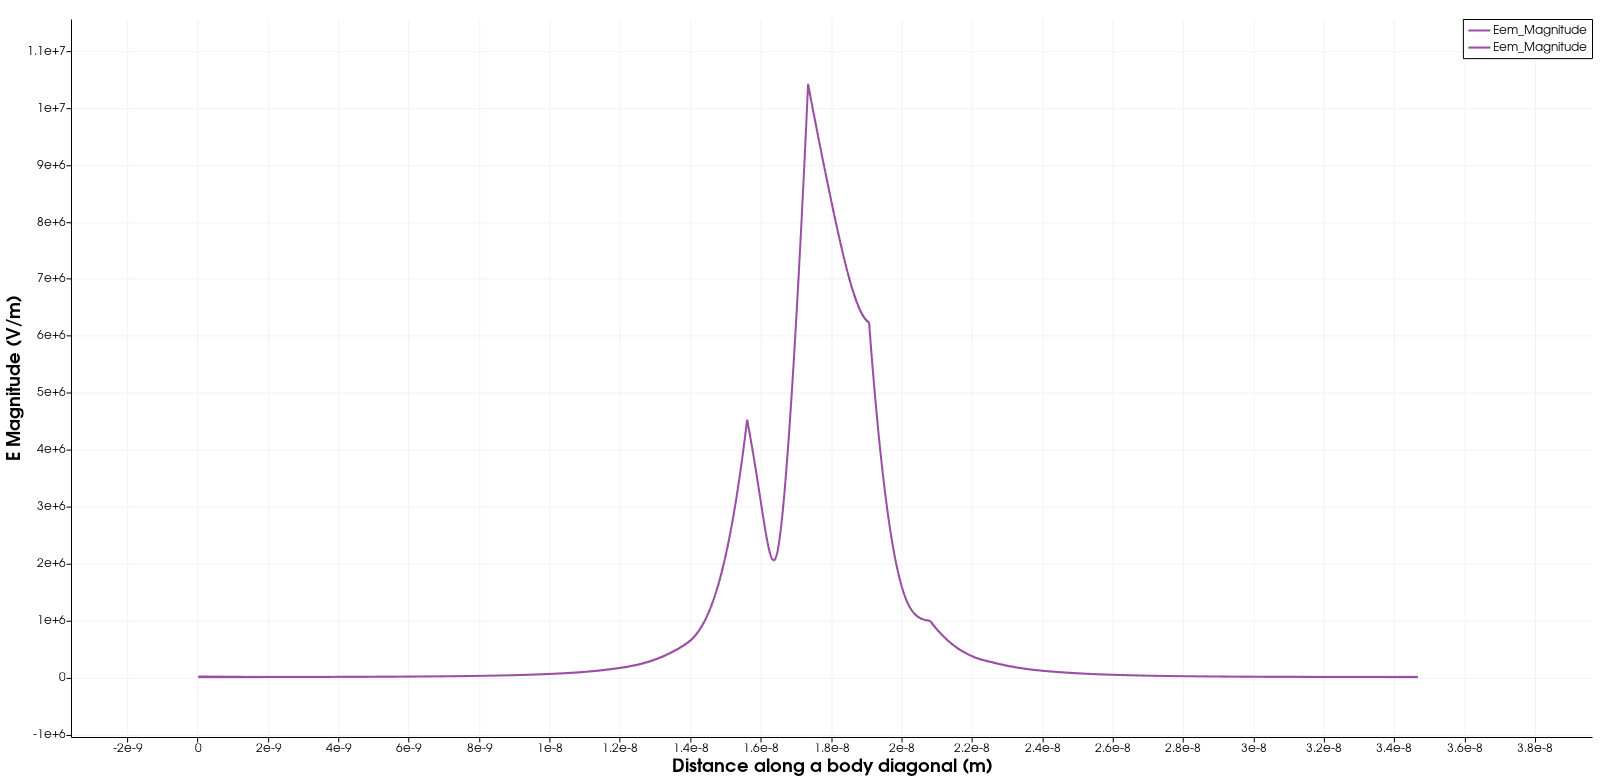 Eem_Magnitude
Eem_Magnitude
1.1e+7
1e+7
9e+6
8e+6
7e+6
6e+6
5e+6
4e+6
3e+6
2e+6
1e+6
0
-1e+6
E Magnitude (V/m)
-2e-9 0 2e-9 4e-9 6e-9 8e-9 1e-8 1.2e-8 1.4e-8 1.6e-8 1.8e-8 2e-8 2.2e-8 2.4e-8 2.6e-8 2.8e-8 3e-8 3.2e-8 3.4e-8 3.6e-8 3.8e-8
Distance along a body diagonal (m)